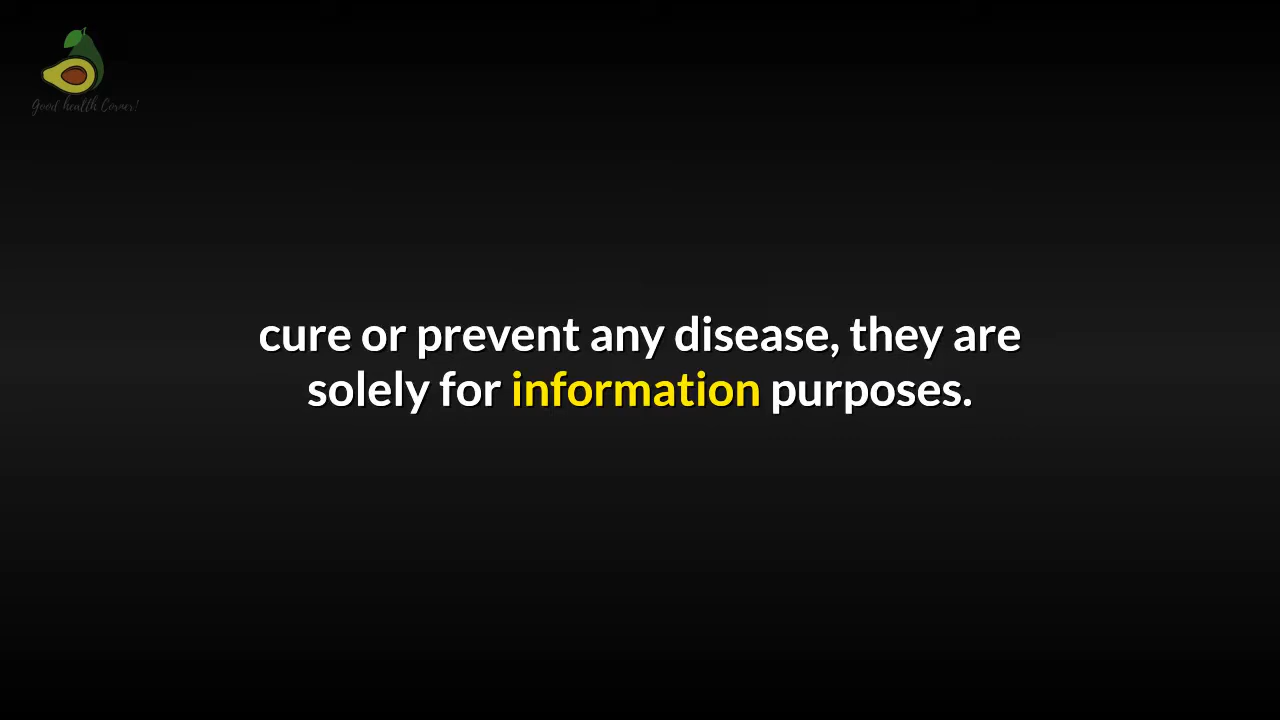 Good health Corner!
cure or prevent any disease, they are
solely for information purposes.